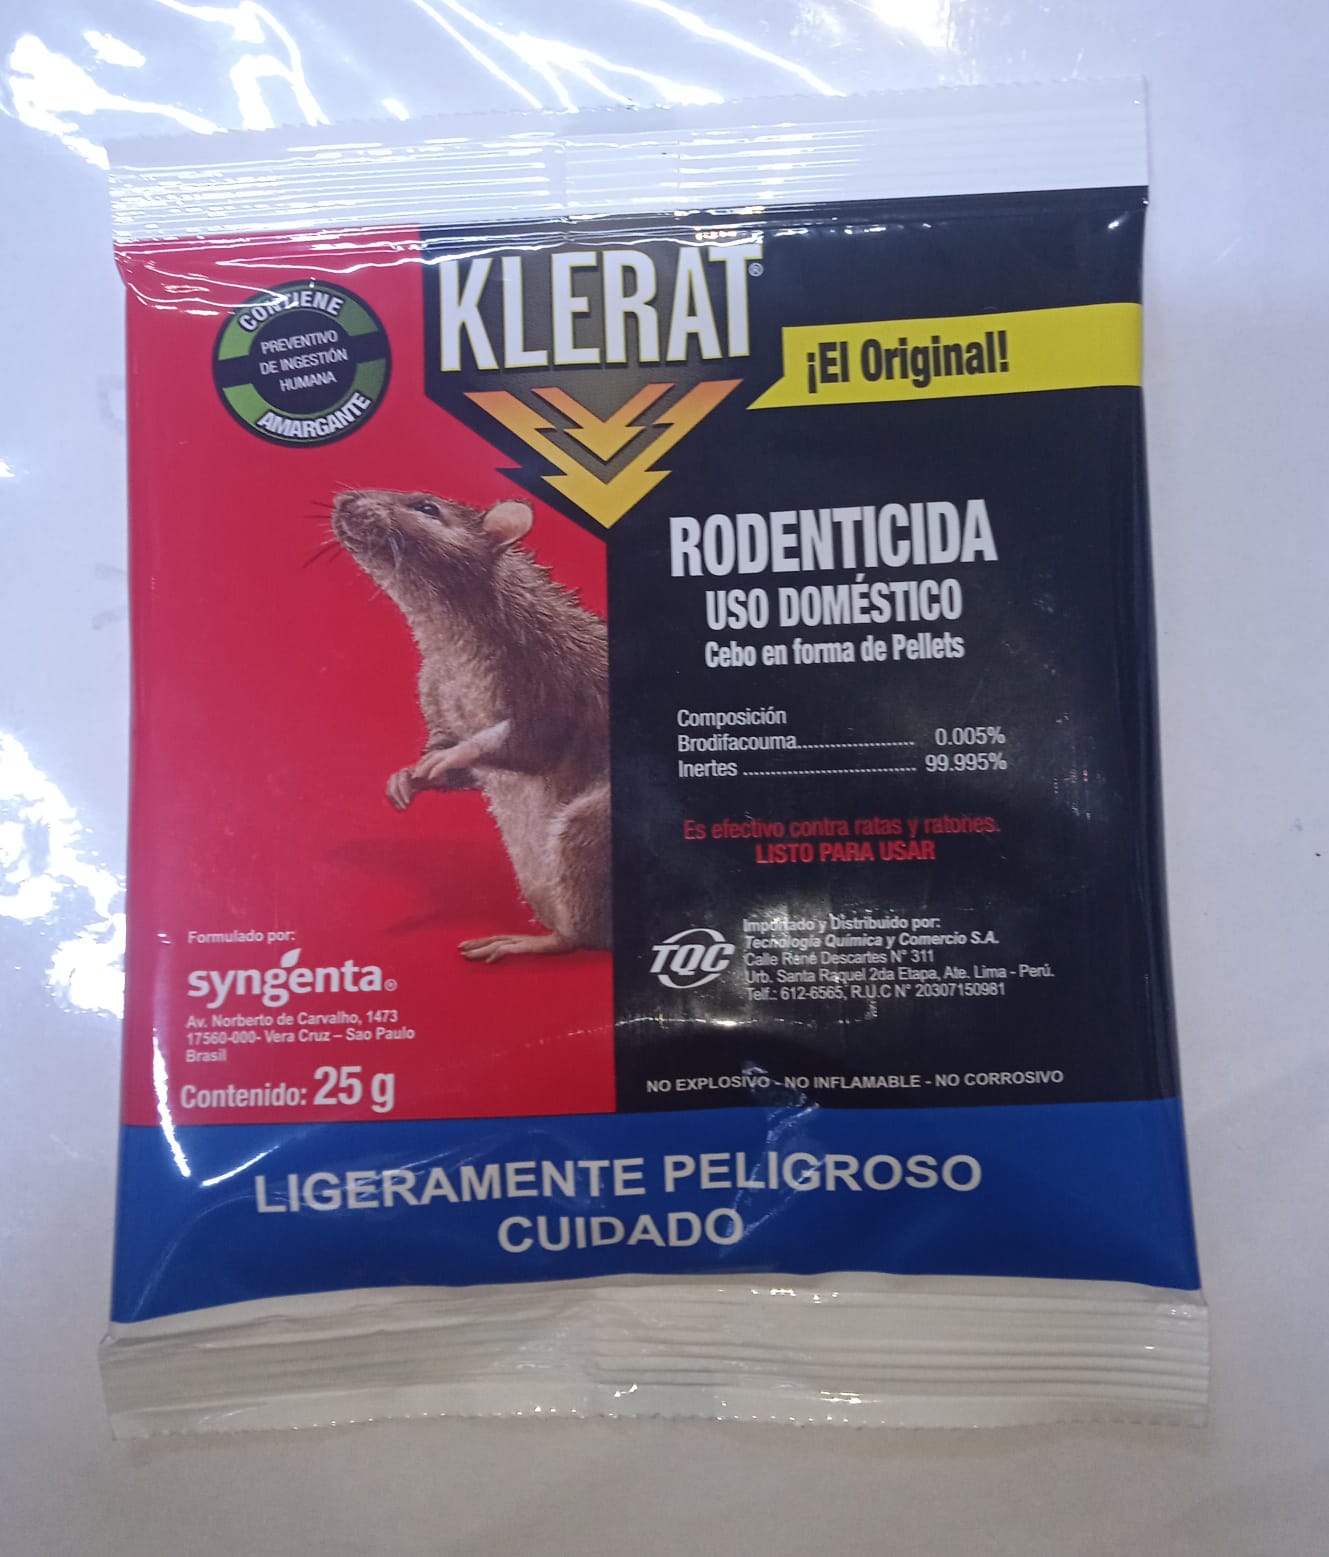 KLERAT®
¡El Original!
CONTIENE
PREVENTIVO
DE INGESTIÓN
HUMANA
AMARGANTE
RODENTICIDA
USO DOMÉSTICO
Cebo en forma de Pellets
Composición
Brodifacouma..................... 0.005%
Inertes ............................. 99.995%
Es efectivo contra ratas y ratones.
LISTO PARA USAR
Formulado por:
syngenta®
Av. Norberto de Carvalho, 1473
17560-000- Vera Cruz – Sao Paulo
Brasil
Contenido: 25 g
TQC
Importado y Distribuido por:
Tecnología Química y Comercio S.A.
Calle René Descartes N° 311
Urb. Santa Raquel 2da Etapa, Ate. Lima - Perú.
Telf.: 612-6565, R.U.C N° 20307150981
NO EXPLOSIVO - NO INFLAMABLE - NO CORROSIVO
LIGERAMENTE PELIGROSO
CUIDADO